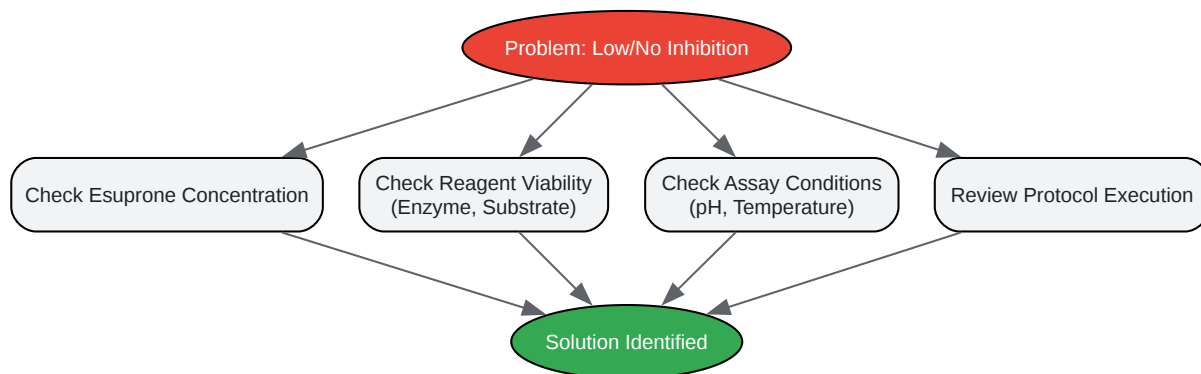 Problem: Low/No Inhibition
Check Esuprone Concentration
Check Reagent Viability
(Enzyme, Substrate)
Check Assay Conditions
(pH, Temperature)
Review Protocol Execution
Solution Identified